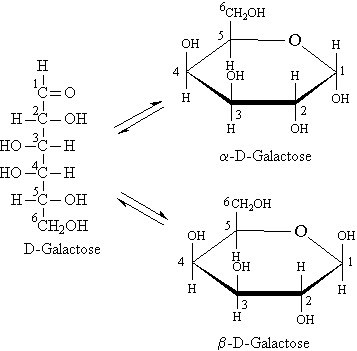 H
1
C=O
H 2 OH
HO 3 H
HO 4 H
H 5 OH
6
CH₂OH
D-Galactose
6
CH₂OH
OH 5 O H
H
4 OH H 1
H OH
3 2
H OH
α-D-Galactose
6
CH₂OH
OH 5 O OH
H
4 OH H 1
H H
3 2
H OH
β-D-Galactose